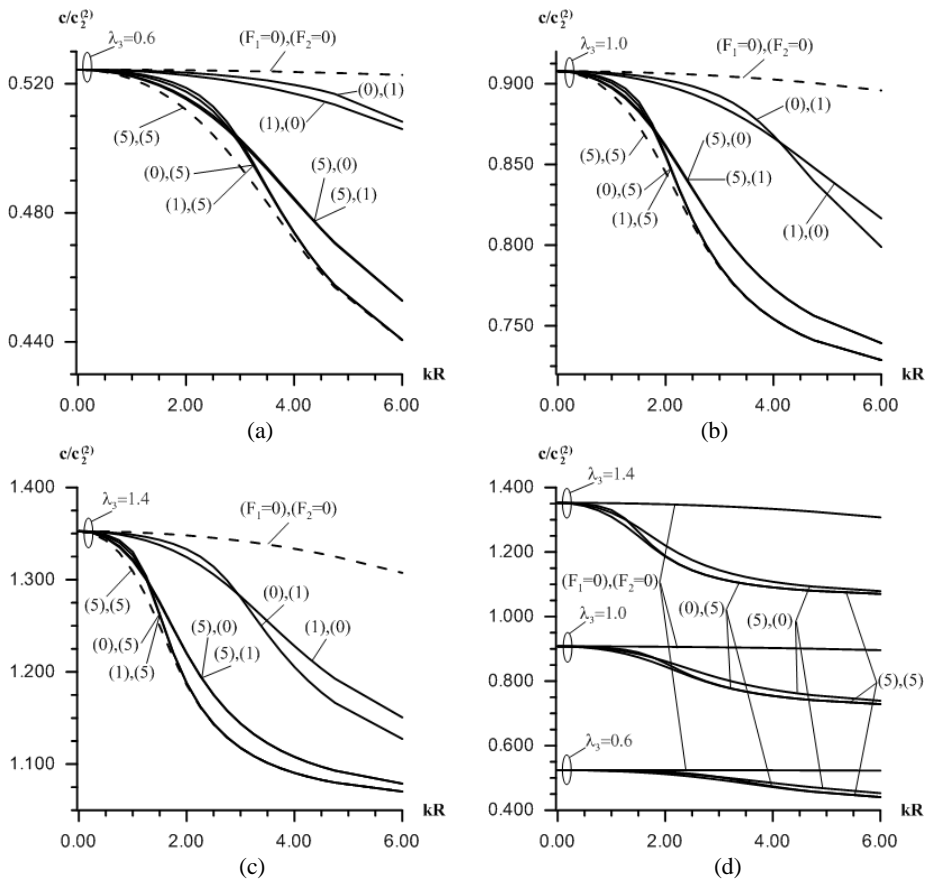 c/c₂⁽²⁾
λ₃=0.6
(F₁=0),(F₂=0)
0.520
(0),(1)
(1),(0)
(5),(5)
(0),(5)
(5),(0)
(1),(5)
(5),(1)
0.480
0.440
kR
0.00 2.00 4.00 6.00
(a)
c/c₂⁽²⁾
λ₃=1.0
(F₁=0),(F₂=0)
0.900
(0),(1)
(5),(0)
(5),(5)
0.850
(5),(1)
(0),(5)
(1),(5)
(1),(0)
0.800
0.750
kR
0.00 2.00 4.00 6.00
(b)
c/c₂⁽²⁾
1.400
λ₃=1.4
(F₁=0),(F₂=0)
1.300
(5),(5)
(0),(1)
(1),(0)
(5),(0)
(0),(5)
(5),(1)
(1),(5)
1.200
1.100
kR
0.00 2.00 4.00 6.00
(c)
c/c₂⁽²⁾
λ₃=1.4
1.400
1.200
(F₁=0),(F₂=0)
(0),(5)
(5),(0)
1.000
λ₃=1.0
0.800
(5),(5)
λ₃=0.6
0.600
0.400
kR
0.00 2.00 4.00 6.00
(d)